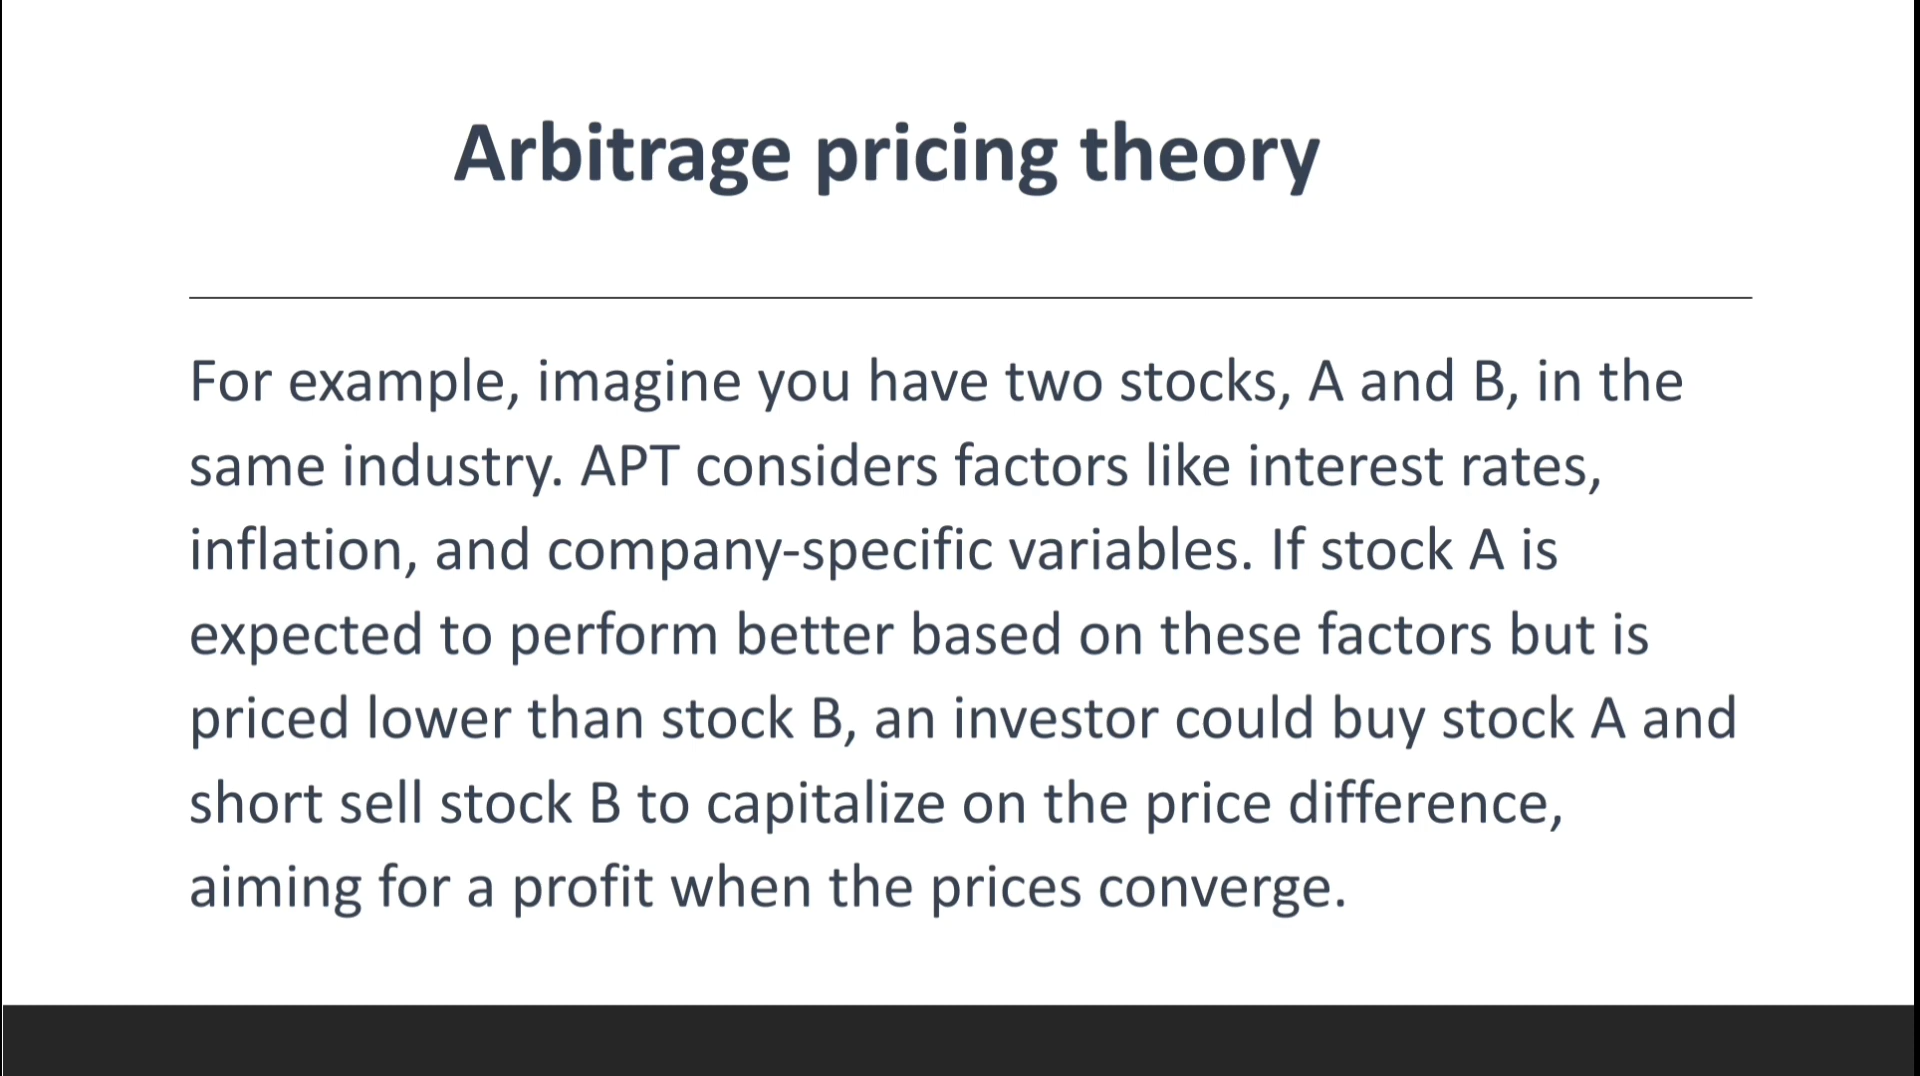 Arbitrage pricing theory
For example, imagine you have two stocks, A and B, in the
same industry. APT considers factors like interest rates,
inflation, and company-specific variables. If stock A is
expected to perform better based on these factors but is
priced lower than stock B, an investor could buy stock A and
short sell stock B to capitalize on the price difference,
aiming for a profit when the prices converge.